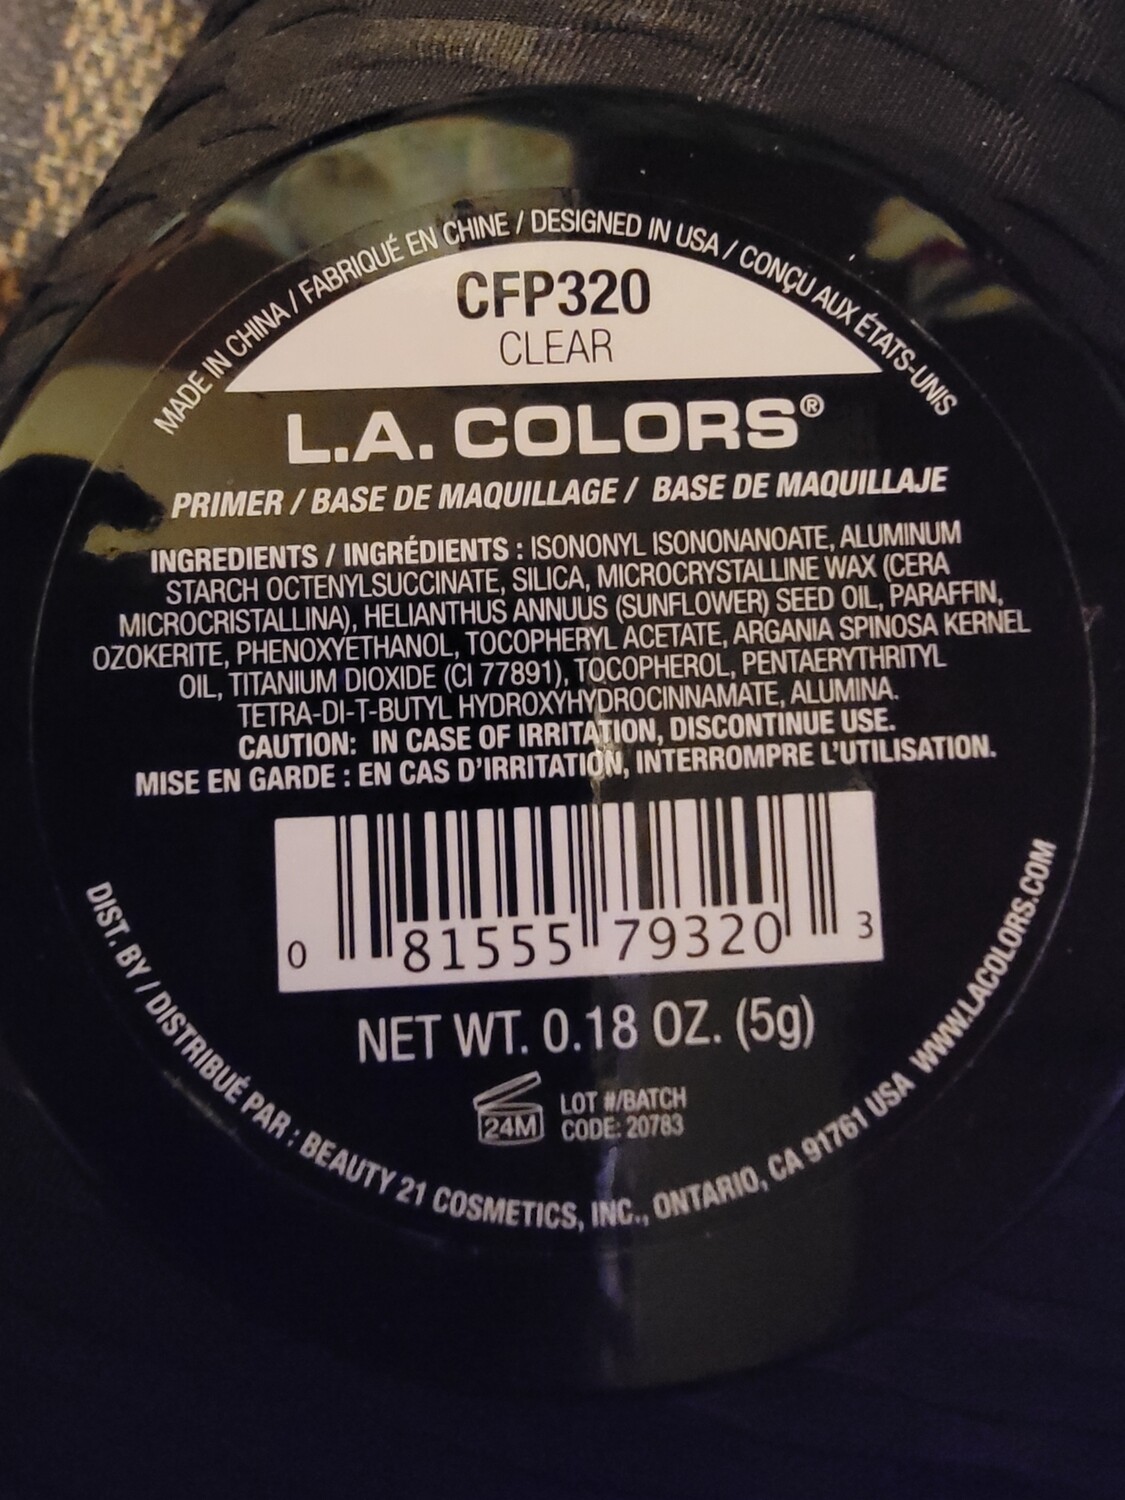 MADE IN CHINA / FABRIQUÉ EN CHINE / DESIGNED IN USA / CONÇU AUX ÉTATS-UNIS
CFP320
CLEAR
L.A. COLORS®
PRIMER / BASE DE MAQUILLAGE / BASE DE MAQUILLAJE
INGREDIENTS / INGRÉDIENTS : ISONONYL ISONONANOATE, ALUMINUM
STARCH OCTENYLSUCCINATE, SILICA, MICROCRYSTALLINE WAX (CERA
MICROCRISTALLINA), HELIANTHUS ANNUUS (SUNFLOWER) SEED OIL, PARAFFIN,
OZOKERITE, PHENOXYETHANOL, TOCOPHERYL ACETATE, ARGANIA SPINOSA KERNEL
OIL, TITANIUM DIOXIDE (CI 77891), TOCOPHEROL, PENTAERYTHRITYL
TETRA-DI-T-BUTYL HYDROXYHYDROCINNAMATE, ALUMINA.
CAUTION: IN CASE OF IRRITATION, DISCONTINUE USE.
MISE EN GARDE : EN CAS D'IRRITATION, INTERROMPRE L'UTILISATION.
0 81555 79320 3
NET WT. 0.18 OZ. (5g)
24M
LOT #/BATCH
CODE: 20783
DIST. BY / DISTRIBUÉ PAR : BEAUTY 21 COSMETICS, INC., ONTARIO, CA 91761 USA WWW.LACOLORS.COM